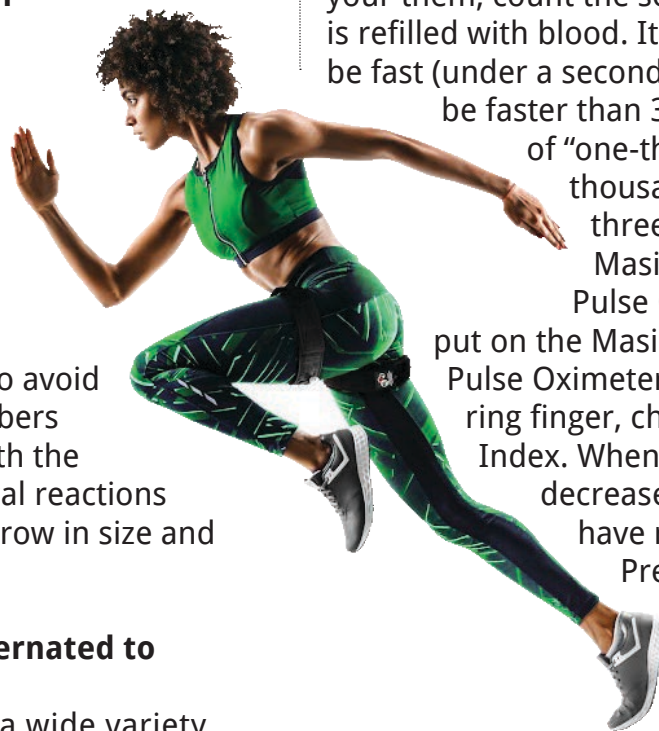 your them, count the se
is refilled with blood. It
be fast (under a second
be faster than 3
of “one-th
thousa
three
Masi
Pulse
put on the Masi
Pulse Oximeter
ring finger, ch
Index. When
decrease
have
Pre
o avoid
bers
th the
al reactions
row in size and
ernated to
a wide variety